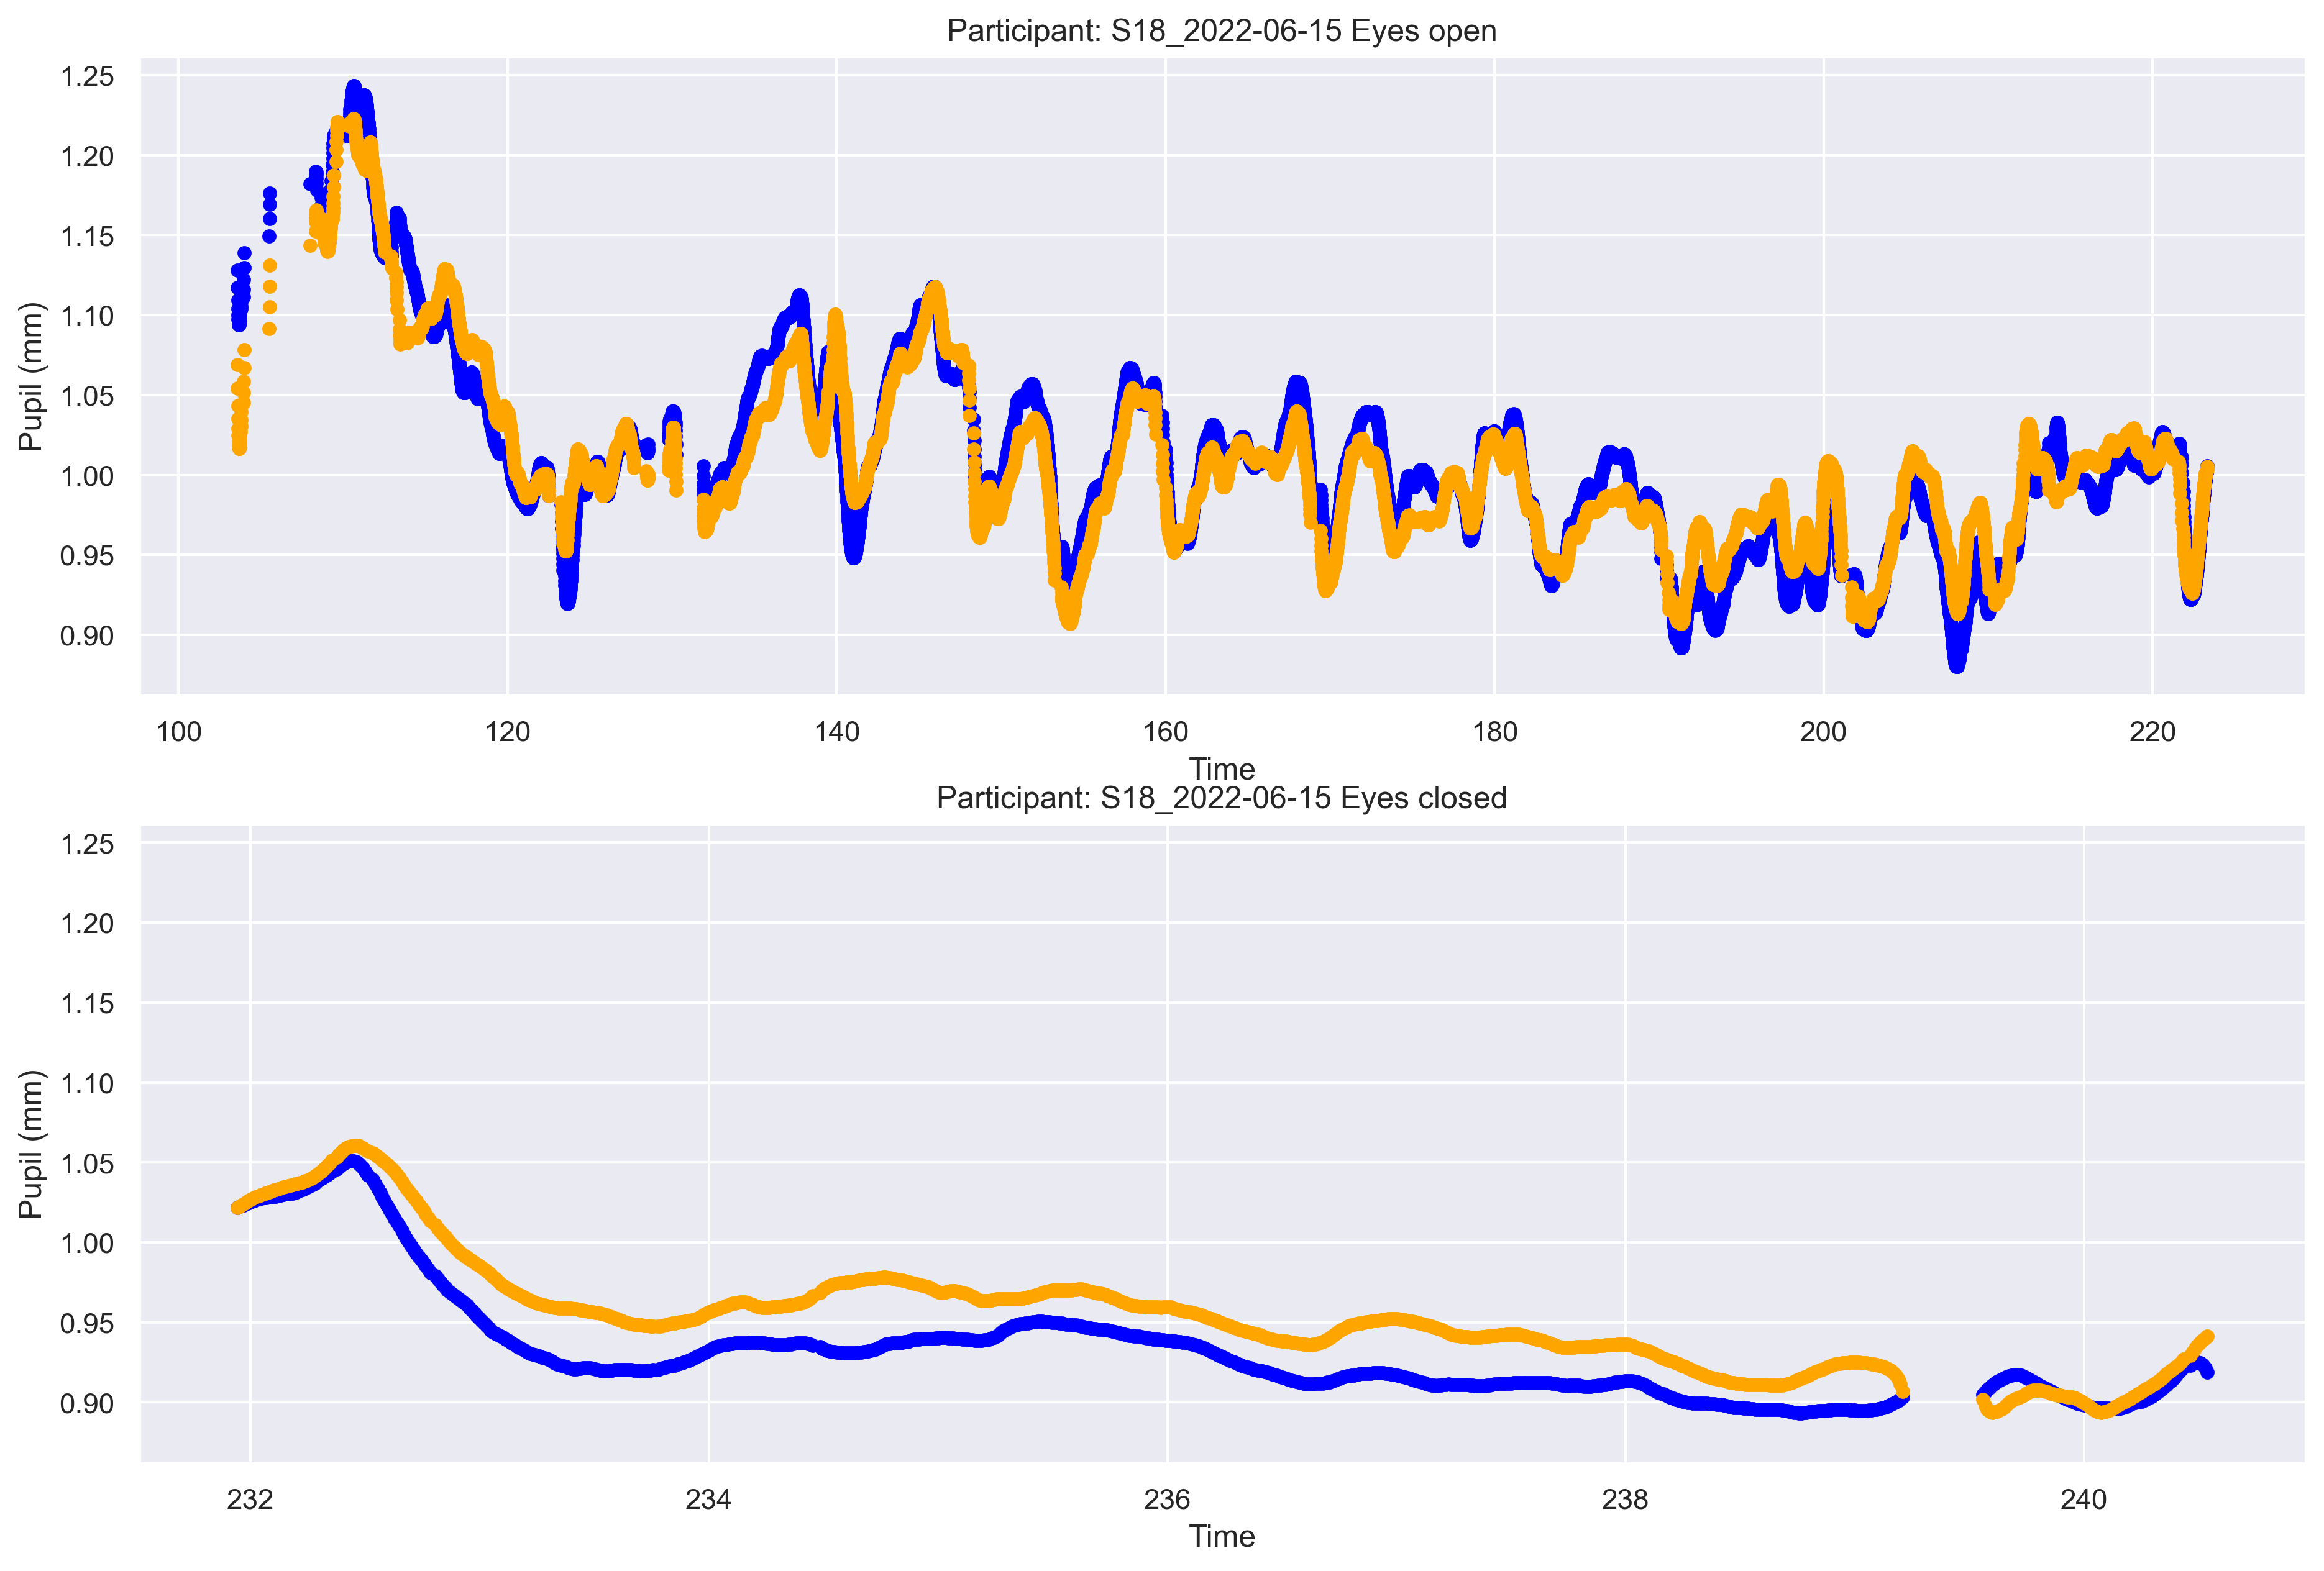 Participant: S18_2022-06-15 Eyes open
Pupil (mm)
1.25
1.20
1.15
1.10
1.05
1.00
0.95
0.90
100 120 140 160 180 200 220
Time
Participant: S18_2022-06-15 Eyes closed
Pupil (mm)
1.25
1.20
1.15
1.10
1.05
1.00
0.95
0.90
232 234 236 238 240
Time